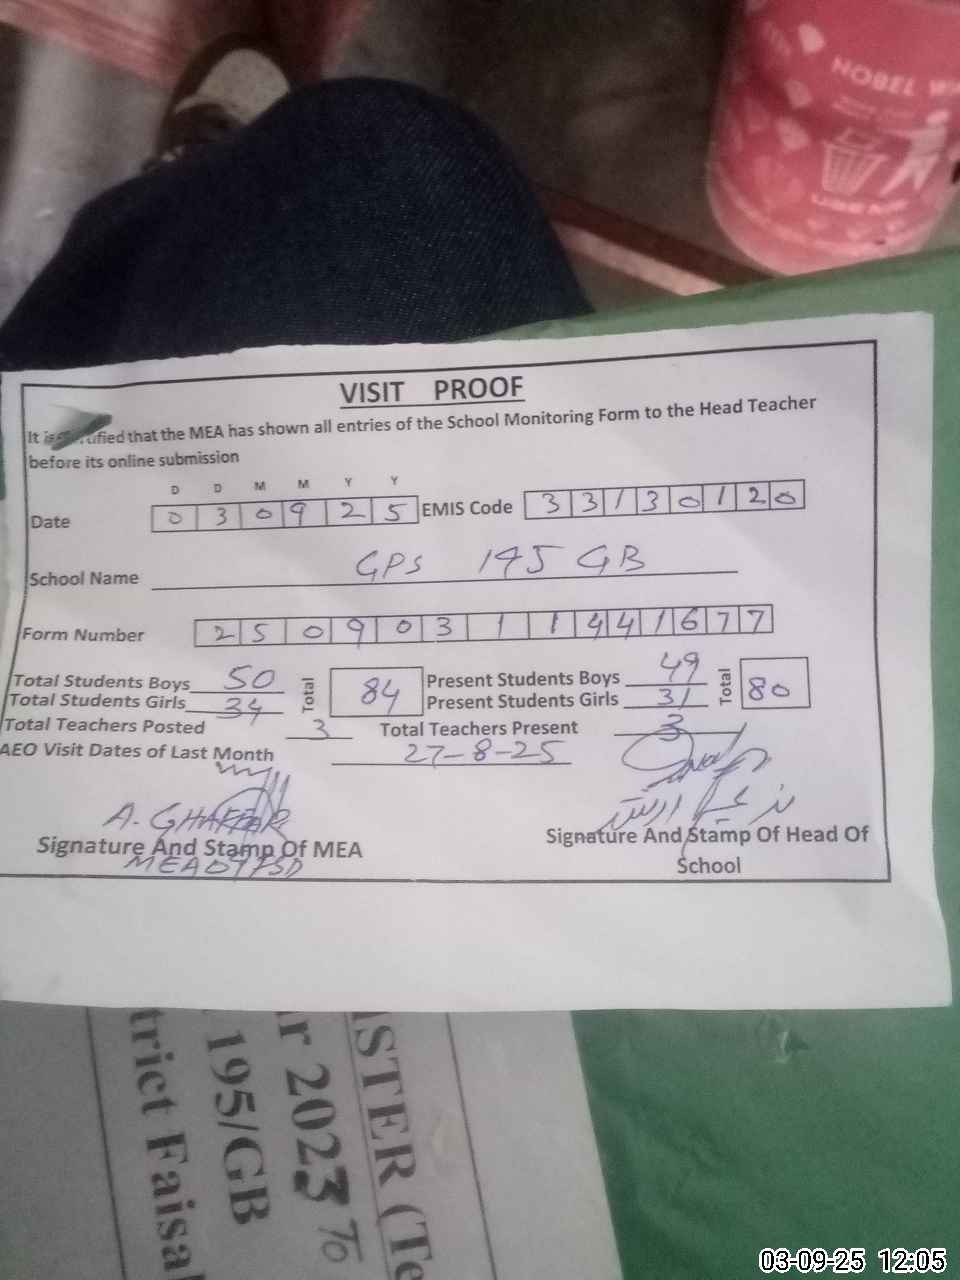 NOBEL
USE ME
VISIT PROOF
It is certified that the MEA has shown all entries of the School Monitoring Form to the Head Teacher
before its online submission
D D M M Y Y
Date 0 3 0 9 2 5 EMIS Code 3 3 1 3 0 1 2 0
School Name GPS 195 GB
Form Number 2 5 0 9 0 3 1 1 4 4 1 6 7 7
Total Students Boys 50 Total 84 Present Students Boys 49 Total 80
Total Students Girls 34 Present Students Girls 31
Total Teachers Posted 3 Total Teachers Present 3
AEO Visit Dates of Last Month 27-8-25
A. GHAFFAR
Signature And Stamp Of MEA Signature And Stamp Of Head Of
School
ISTER (Te
r 2023 To
195/GB
trict Faisal
03-09-25 12:05